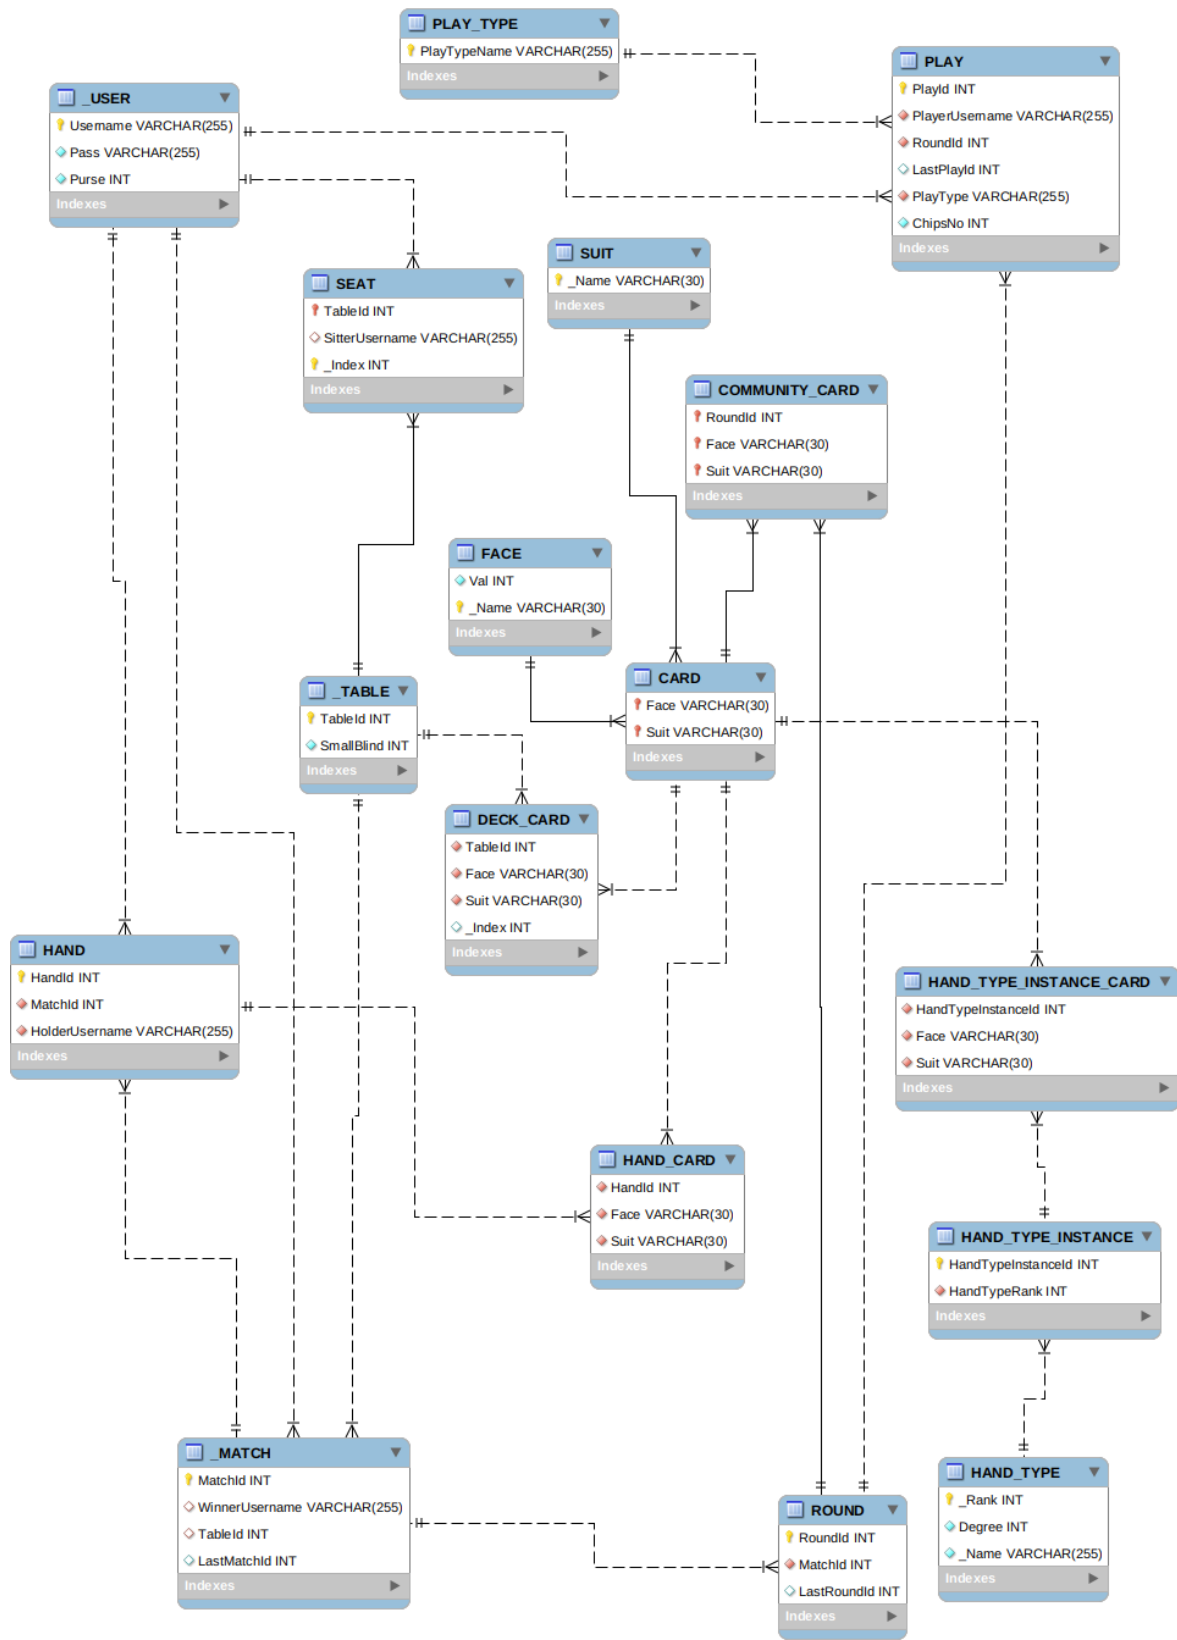 PLAY_TYPE
PlayTypeName VARCHAR(255)
Indexes
PLAY
PlayId INT
PlayerUsername VARCHAR(255)
RoundId INT
LastPlayId INT
PlayType VARCHAR(255)
ChipsNo INT
Indexes
_USER
Username VARCHAR(255)
Pass VARCHAR(255)
Purse INT
Indexes
SEAT
TableId INT
SitterUsername VARCHAR(255)
_Index INT
Indexes
SUIT
_Name VARCHAR(30)
Indexes
COMMUNITY_CARD
RoundId INT
Face VARCHAR(30)
Suit VARCHAR(30)
Indexes
FACE
Val INT
_Name VARCHAR(30)
Indexes
_TABLE
TableId INT
SmallBlind INT
Indexes
CARD
Face VARCHAR(30)
Suit VARCHAR(30)
Indexes
DECK_CARD
TableId INT
Face VARCHAR(30)
Suit VARCHAR(30)
_Index INT
Indexes
HAND
HandId INT
MatchId INT
HolderUsername VARCHAR(255)
Indexes
HAND_TYPE_INSTANCE_CARD
HandTypeInstanceId INT
Face VARCHAR(30)
Suit VARCHAR(30)
Indexes
HAND_CARD
HandId INT
Face VARCHAR(30)
Suit VARCHAR(30)
Indexes
HAND_TYPE_INSTANCE
HandTypeInstanceId INT
HandTypeRank INT
Indexes
_MATCH
MatchId INT
WinnerUsername VARCHAR(255)
TableId INT
LastMatchId INT
Indexes
ROUND
RoundId INT
MatchId INT
LastRoundId INT
Indexes
HAND_TYPE
_Rank INT
Degree INT
_Name VARCHAR(255)
Indexes